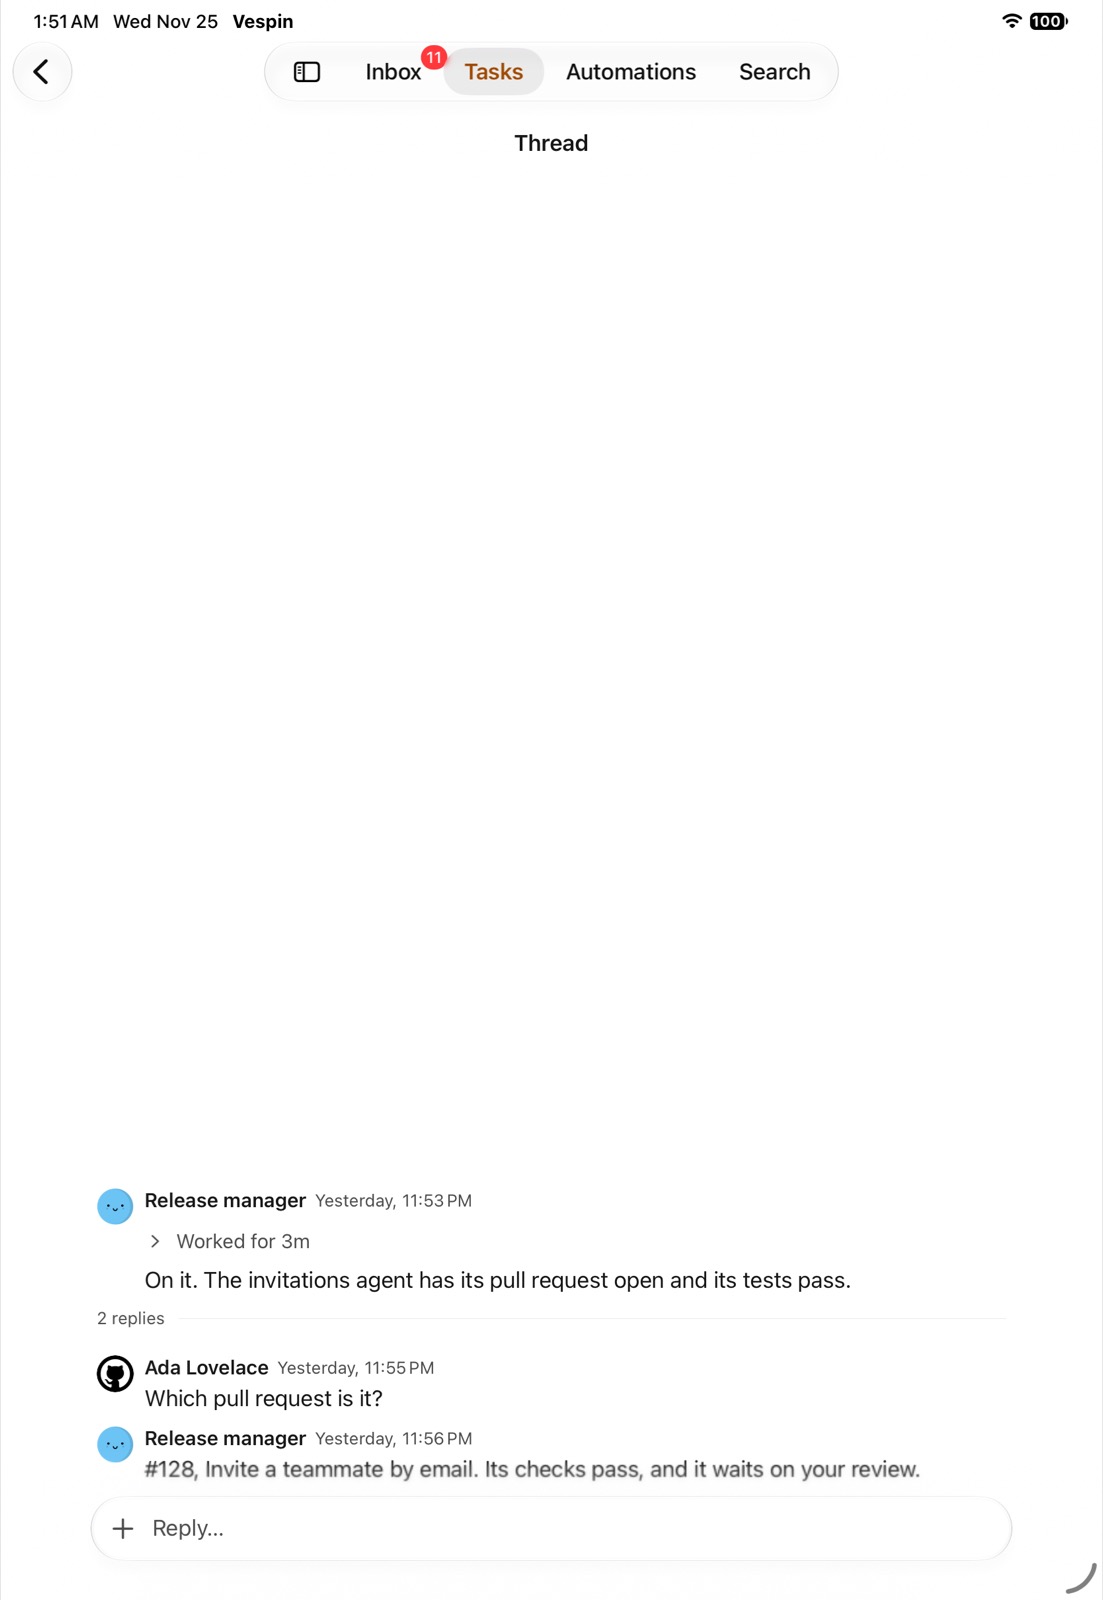 1:51 AM Wed Nov 25 Vespin
100
Inbox 11 Tasks Automations Search
Thread
Release manager Yesterday, 11:53 PM
Worked for 3m
On it. The invitations agent has its pull request open and its tests pass.
2 replies
Ada Lovelace Yesterday, 11:55 PM
Which pull request is it?
Release manager Yesterday, 11:56 PM
#128, Invite a teammate by email. Its checks pass, and it waits on your review.
Reply...